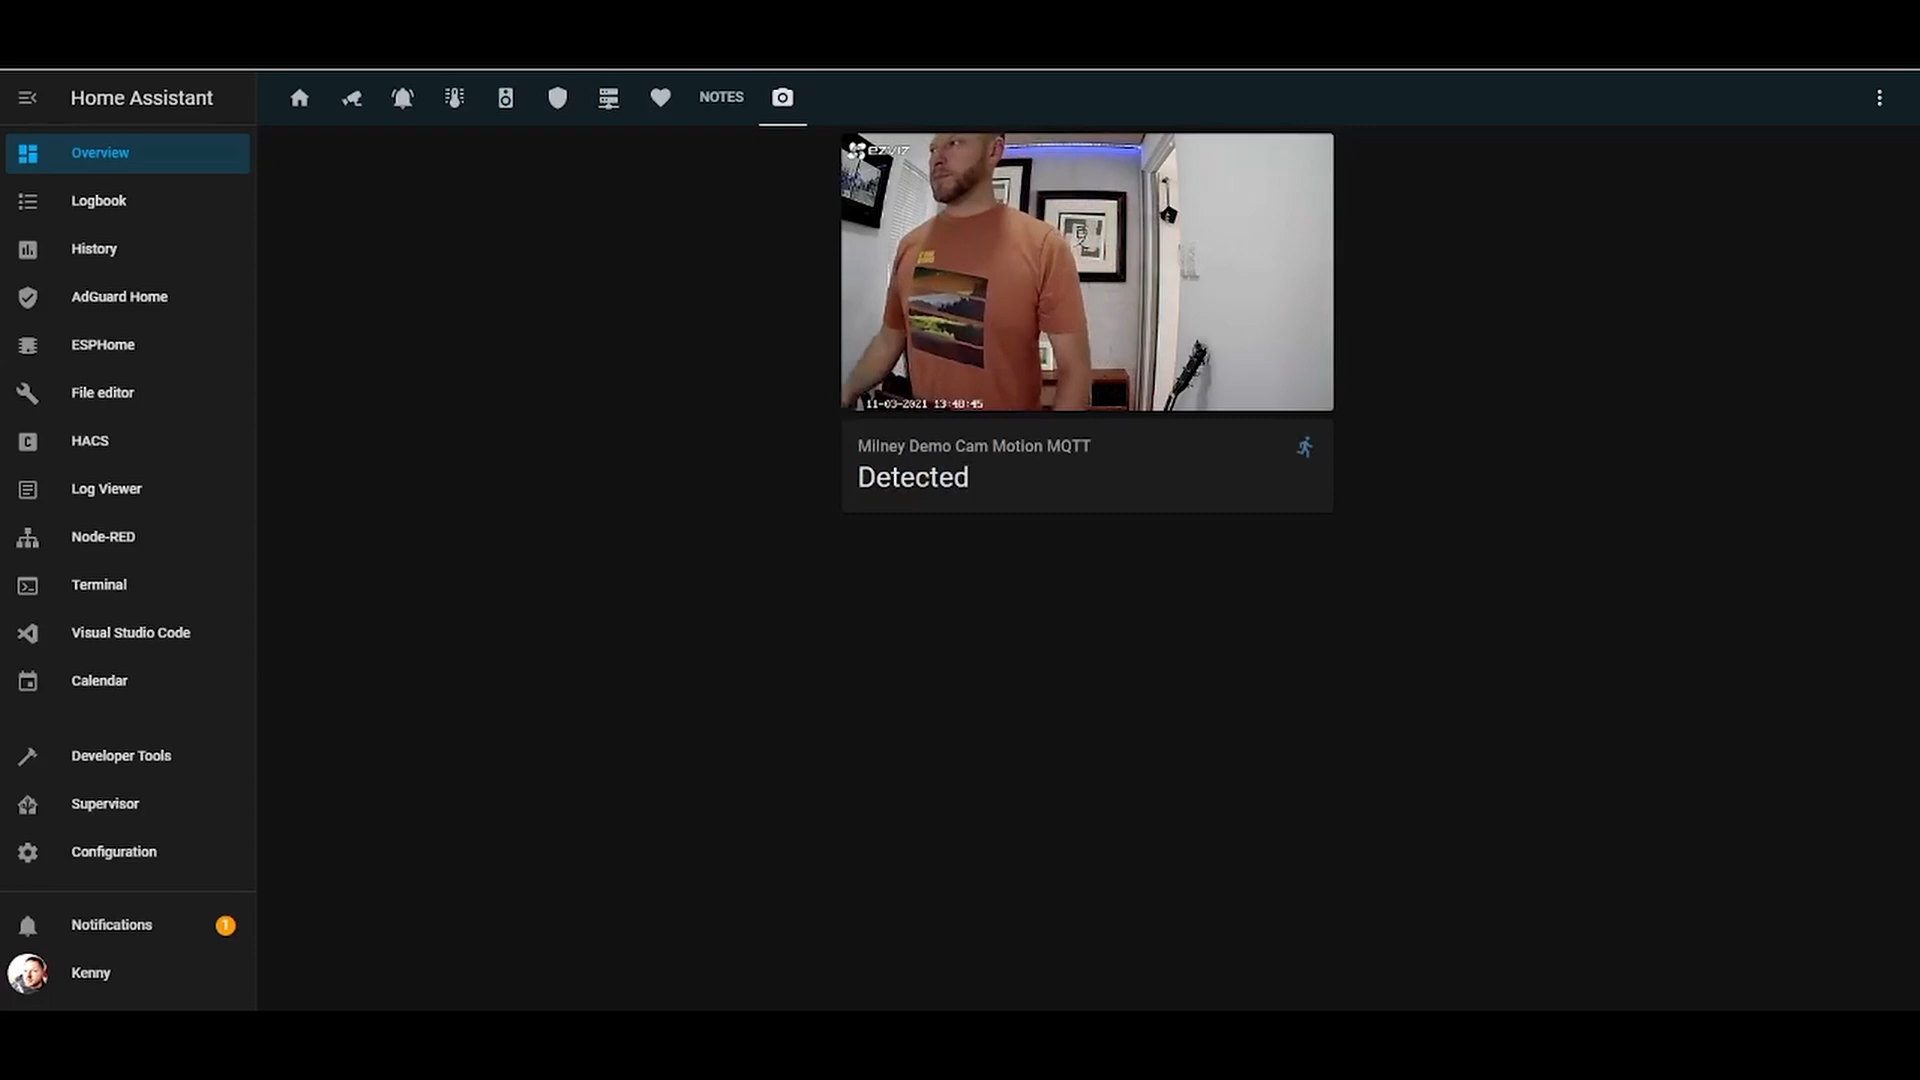 Home Assistant
NOTES
Overview
Logbook
History
AdGuard Home
ESPHome
File editor
HACS
Log Viewer
Node-RED
Terminal
Visual Studio Code
Calendar
Developer Tools
Supervisor
Configuration
Notifications
1
Kenny
ezviz
11-03-2021 13:48:45
Milney Demo Cam Motion MQTT
Detected